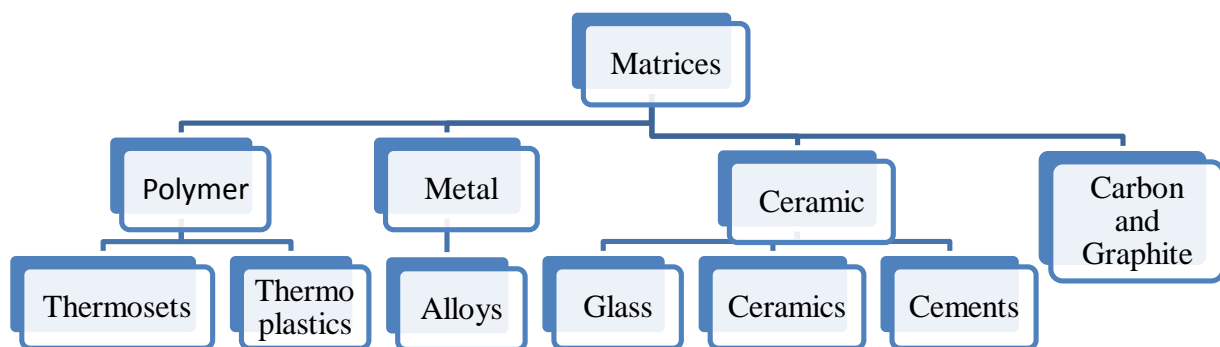 Matrices
Polymer
Metal
Ceramic
Carbon
and
Graphite
Thermosets
Thermo
plastics
Alloys
Glass
Ceramics
Cements